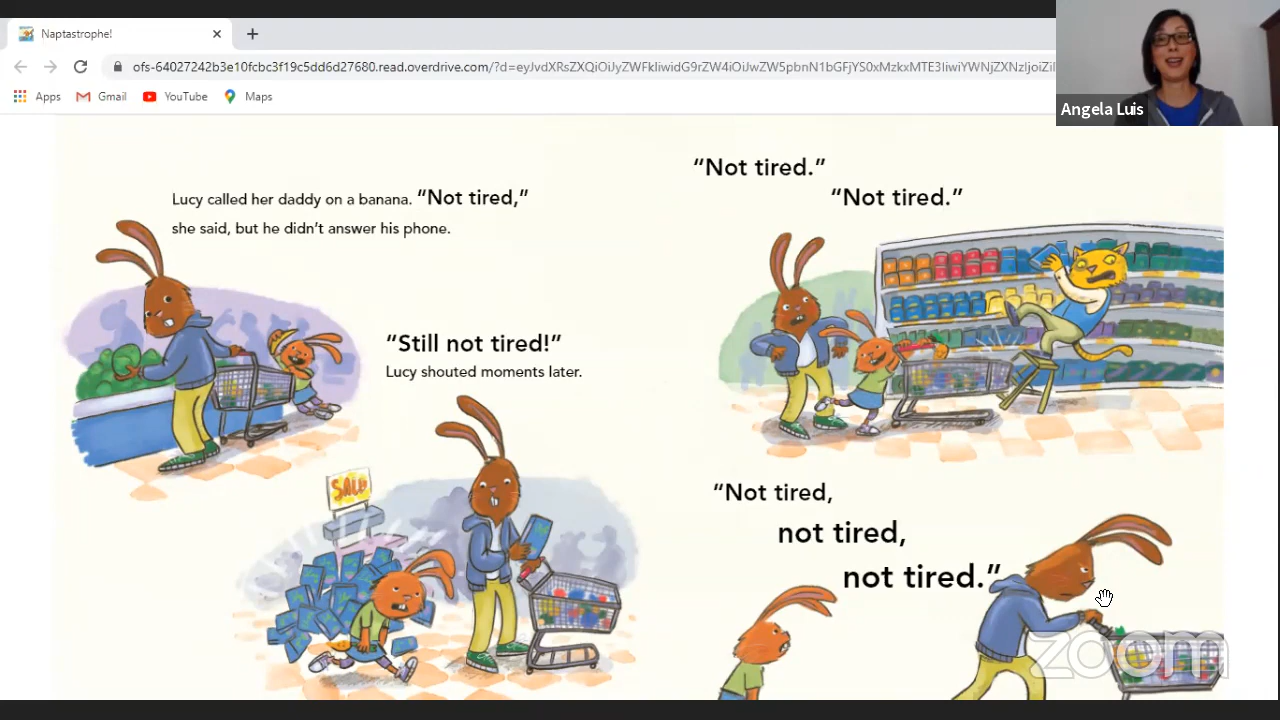 Naptastrophe!
ofs-64027242b3e10fcbc3f19c5dd6d27680.read.overdrive.com/?d=eyJvdXRsZXQiOiJyZWFkIiwidG9rZW4iOiJwZW5pbnN1bGFjYS0xMzkxMTE3IiwiYWNjZXNzIjoiZiI
Apps
Gmail
YouTube
Maps
Angela Luis
Lucy called her daddy on a banana. “Not tired,”
she said, but he didn’t answer his phone.
“Still not tired!”
Lucy shouted moments later.
SALE
“Not tired.”
“Not tired.”
“Not tired,
not tired,
not tired.”
zoom